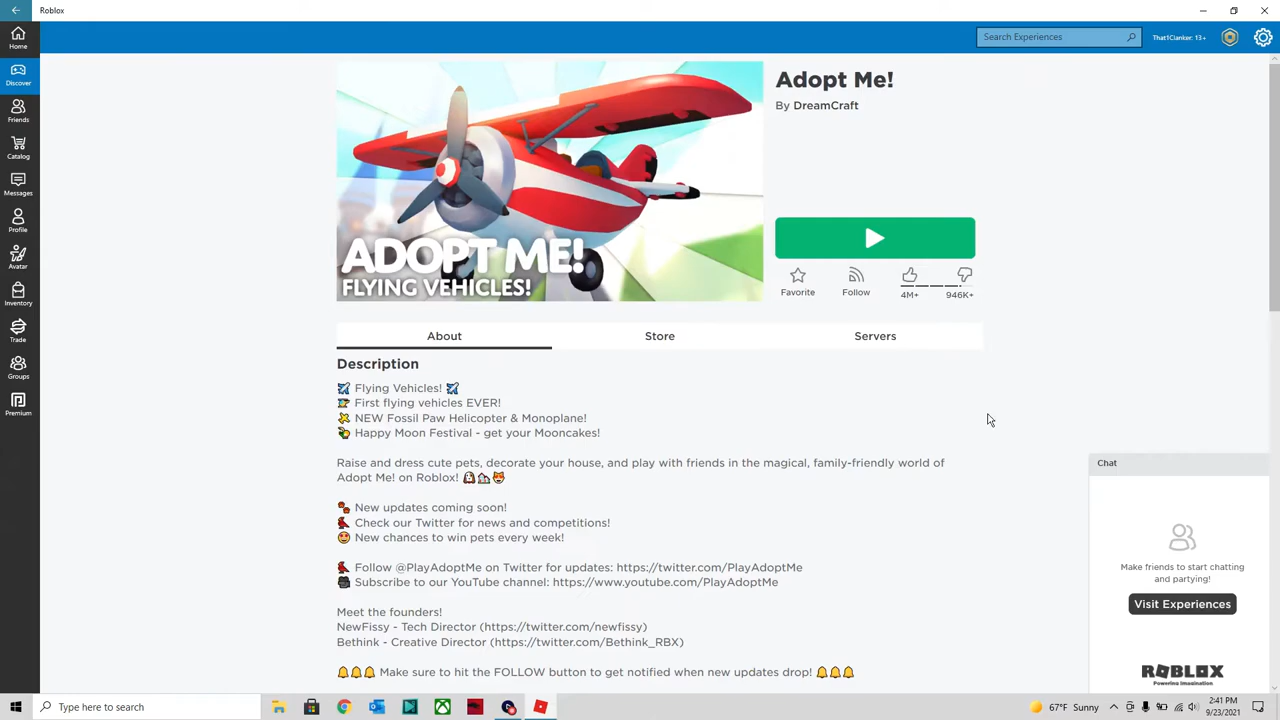 Roblox
Home
Discover
Friends
Catalog
Messages
Profile
Avatar
Inventory
Trade
Groups
Premium
Search Experiences
That1Clanker: 13+
ADOPT ME!
FLYING VEHICLES!
Adopt Me!
By DreamCraft
Favorite
Follow
4M+
946K+
About
Store
Servers
Description
Flying Vehicles!
First flying vehicles EVER!
NEW Fossil Paw Helicopter & Monoplane!
Happy Moon Festival - get your Mooncakes!
Raise and dress cute pets, decorate your house, and play with friends in the magical, family-friendly world of
Adopt Me! on Roblox!
New updates coming soon!
Check our Twitter for news and competitions!
New chances to win pets every week!
Follow @PlayAdoptMe on Twitter for updates: https://twitter.com/PlayAdoptMe
Subscribe to our YouTube channel: https://www.youtube.com/PlayAdoptMe
Meet the founders!
NewFissy - Tech Director (https://twitter.com/newfissy)
Bethink - Creative Director (https://twitter.com/Bethink_RBX)
Make sure to hit the FOLLOW button to get notified when new updates drop!
Chat
Make friends to start chatting
and partying!
Visit Experiences
ROBLOX
Powering Imagination
Type here to search
67°F Sunny
2:41 PM
9/23/2021